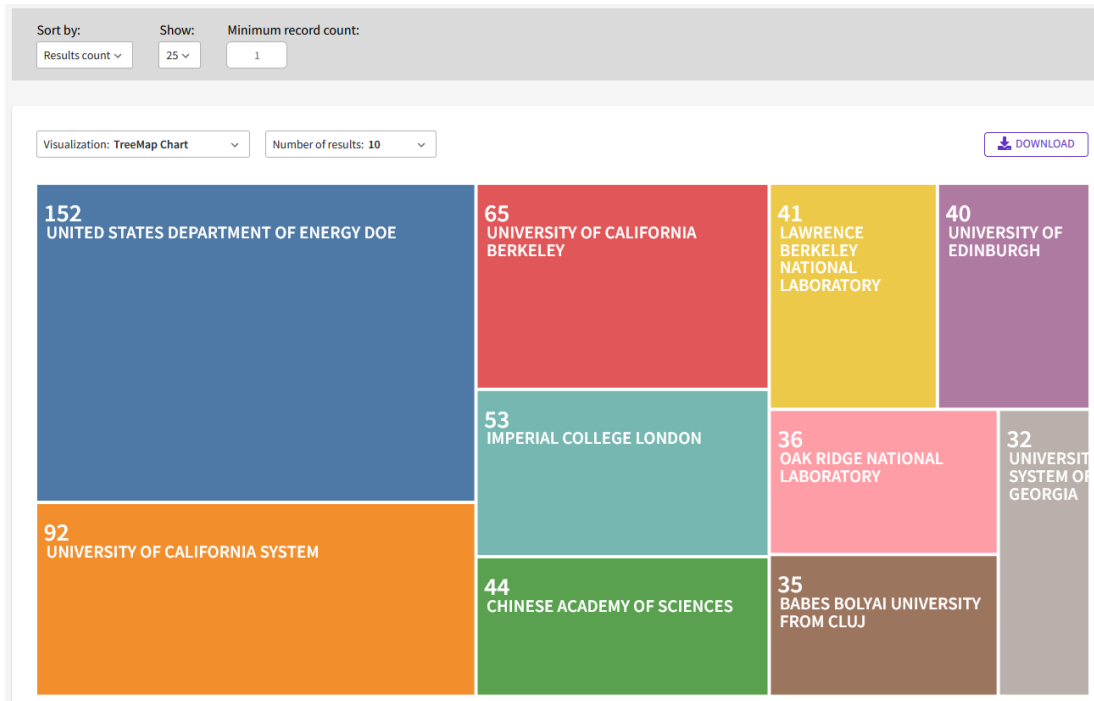 Sort by:
Show:
Minimum record count:
Results count
25
1
Visualization: TreeMap Chart
Number of results: 10
DOWNLOAD
152
UNITED STATES DEPARTMENT OF ENERGY DOE
92
UNIVERSITY OF CALIFORNIA SYSTEM
65
UNIVERSITY OF CALIFORNIA
BERKELEY
53
IMPERIAL COLLEGE LONDON
44
CHINESE ACADEMY OF SCIENCES
41
LAWRENCE
BERKELEY
NATIONAL
LABORATORY
40
UNIVERSITY OF
EDINBURGH
36
OAK RIDGE NATIONAL
LABORATORY
35
BABES BOLYAI UNIVERSITY
FROM CLUJ
32
UNIVERSIT
SYSTEM OF
GEORGIA